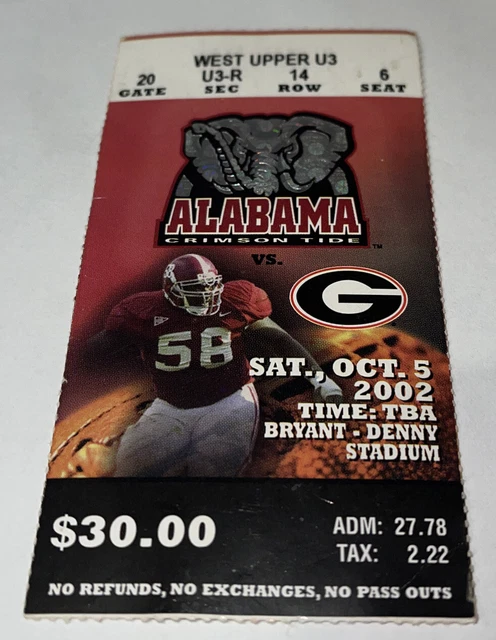 WEST UPPER U3
20 U3-R 14 6
GATE SEC ROW SEAT
ALABAMA
CRIMSON TIDE TM
VS.
G
58
SAT., OCT. 5
2002
TIME: TBA
BRYANT - DENNY
STADIUM
$30.00
ADM: 27.78
TAX: 2.22
NO REFUNDS, NO EXCHANGES, NO PASS OUTS